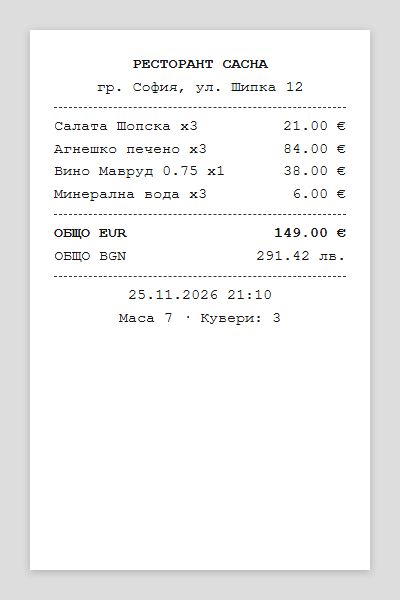 РЕСТОРАНТ САСНА
гр. София, ул. Шипка 12
Салата Шопска x3 21.00 €
Агнешко печено x3 84.00 €
Вино Мавруд 0.75 x1 38.00 €
Минерална вода x3 6.00 €
ОБЩО EUR 149.00 €
ОБЩО BGN 291.42 лв.
25.11.2026 21:10
Маса 7 · Кувери: 3